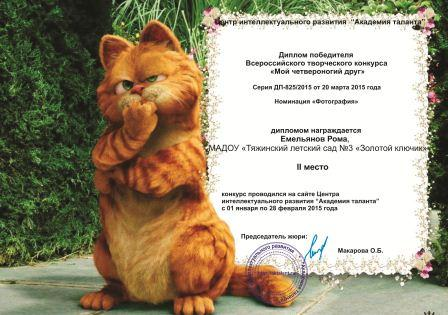 Центр интеллектуального развития "Академия таланта"
Диплом победителя
Всероссийского творческого конкурса
«Мой четвероногий друг»
Серия ДП-825/2015 от 20 марта 2015 года
Номинация «Фотография»
дипломом награждается
Емельянов Рома,
МАДОУ «Тяжинский детский сад №3 «Золотой ключик»
II место
конкурс проводился на сайте Центра
интеллектуального развития "Академия таланта"
с 01 января по 28 февраля 2015 года
Председатель жюри:
Макарова О.Б.